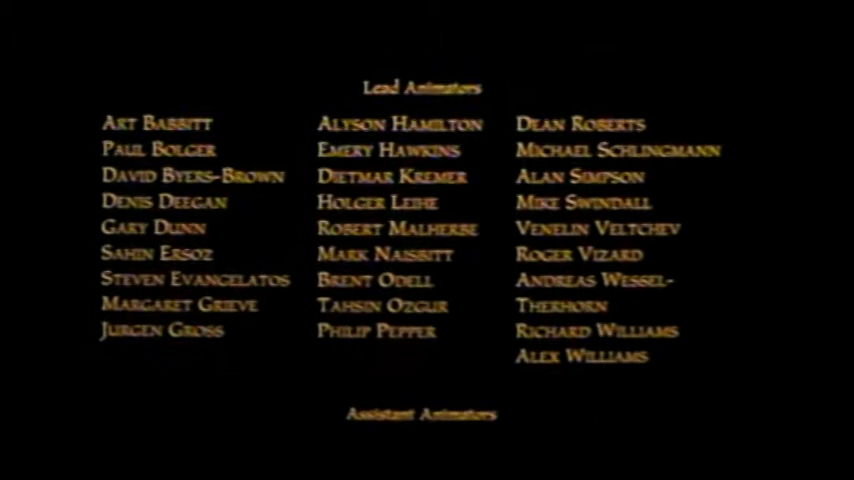 Lead Animators
Art Babbitt
Paul Bolger
David Byers-Brown
Denis Deegan
Gary Dunn
Sahin Ersoz
Steven Evangelatos
Margaret Grieve
Jurgen Gross
Alyson Hamilton
Emery Hawkins
Dietmar Kremer
Holger Leihe
Robert Malherbe
Mark Naisbitt
Brent Odell
Tahsin Ozgur
Philip Pepper
Dean Roberts
Michael Schlingmann
Alan Simpson
Mike Swindall
Venelin Veltchev
Roger Vizard
Andreas Wessel-
Therhorn
Richard Williams
Alex Williams
Assistant Animators